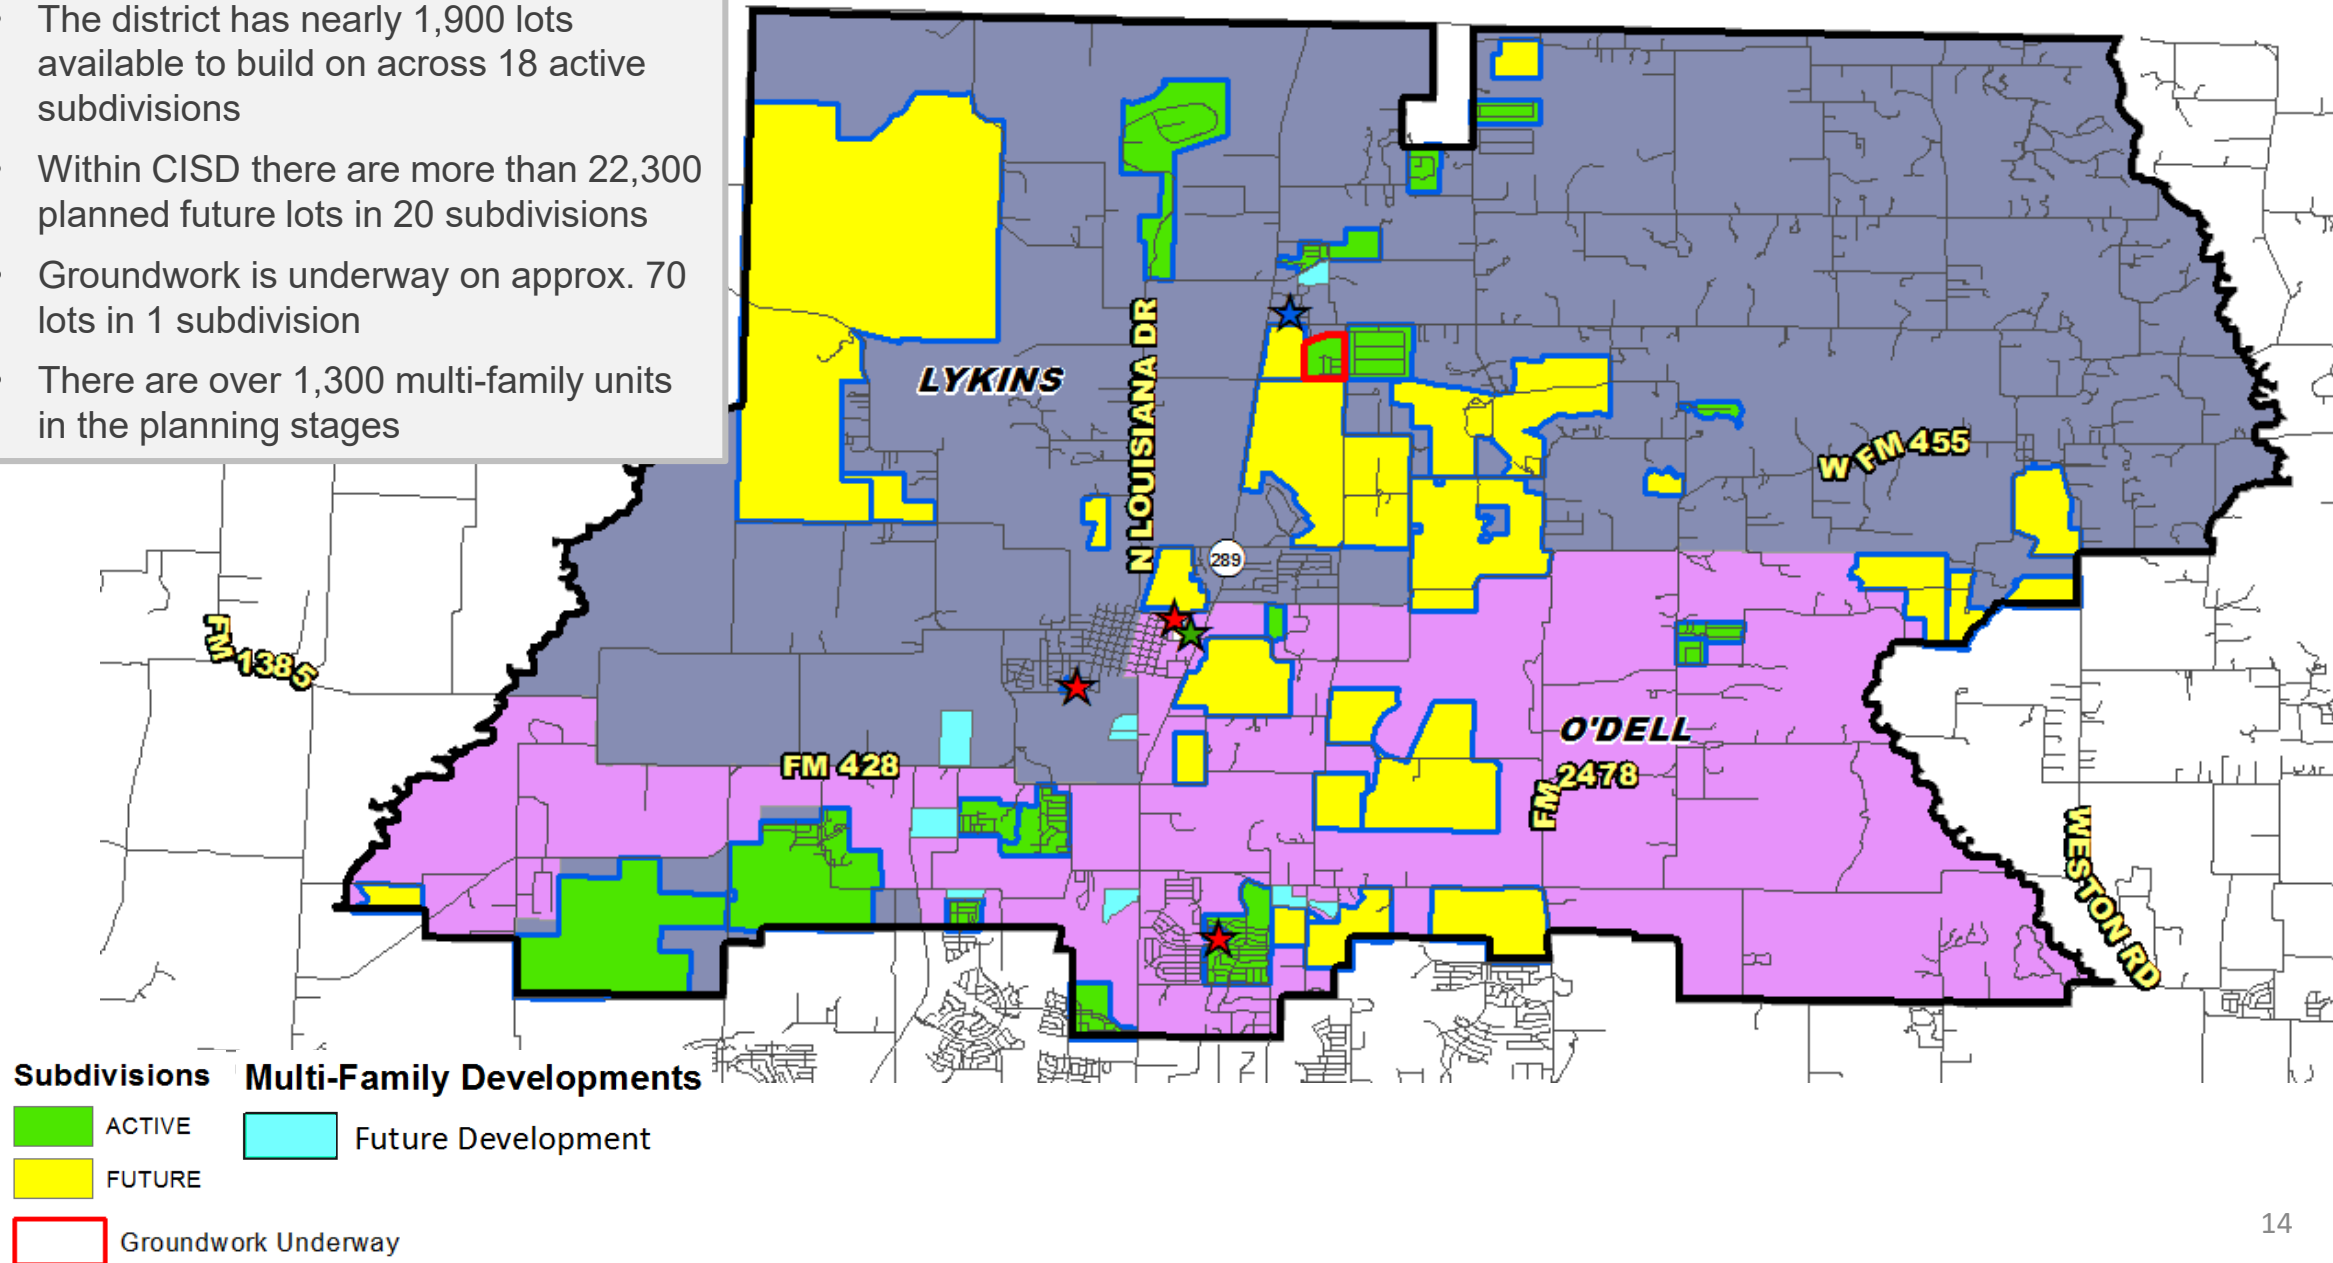 • The district has nearly 1,900 lots
available to build on across 18 active
subdivisions
• Within CISD there are more than 22,300
planned future lots in 20 subdivisions
• Groundwork is underway on approx. 70
lots in 1 subdivision
• There are over 1,300 multi-family units
in the planning stages
LYKINS
N LOUISIANA DR
W FM 455
289
FM 1385
O'DELL
FM 428
FM 2478
WESTON RD
Subdivisions
ACTIVE
FUTURE
Groundwork Underway
Multi-Family Developments
Future Development
14